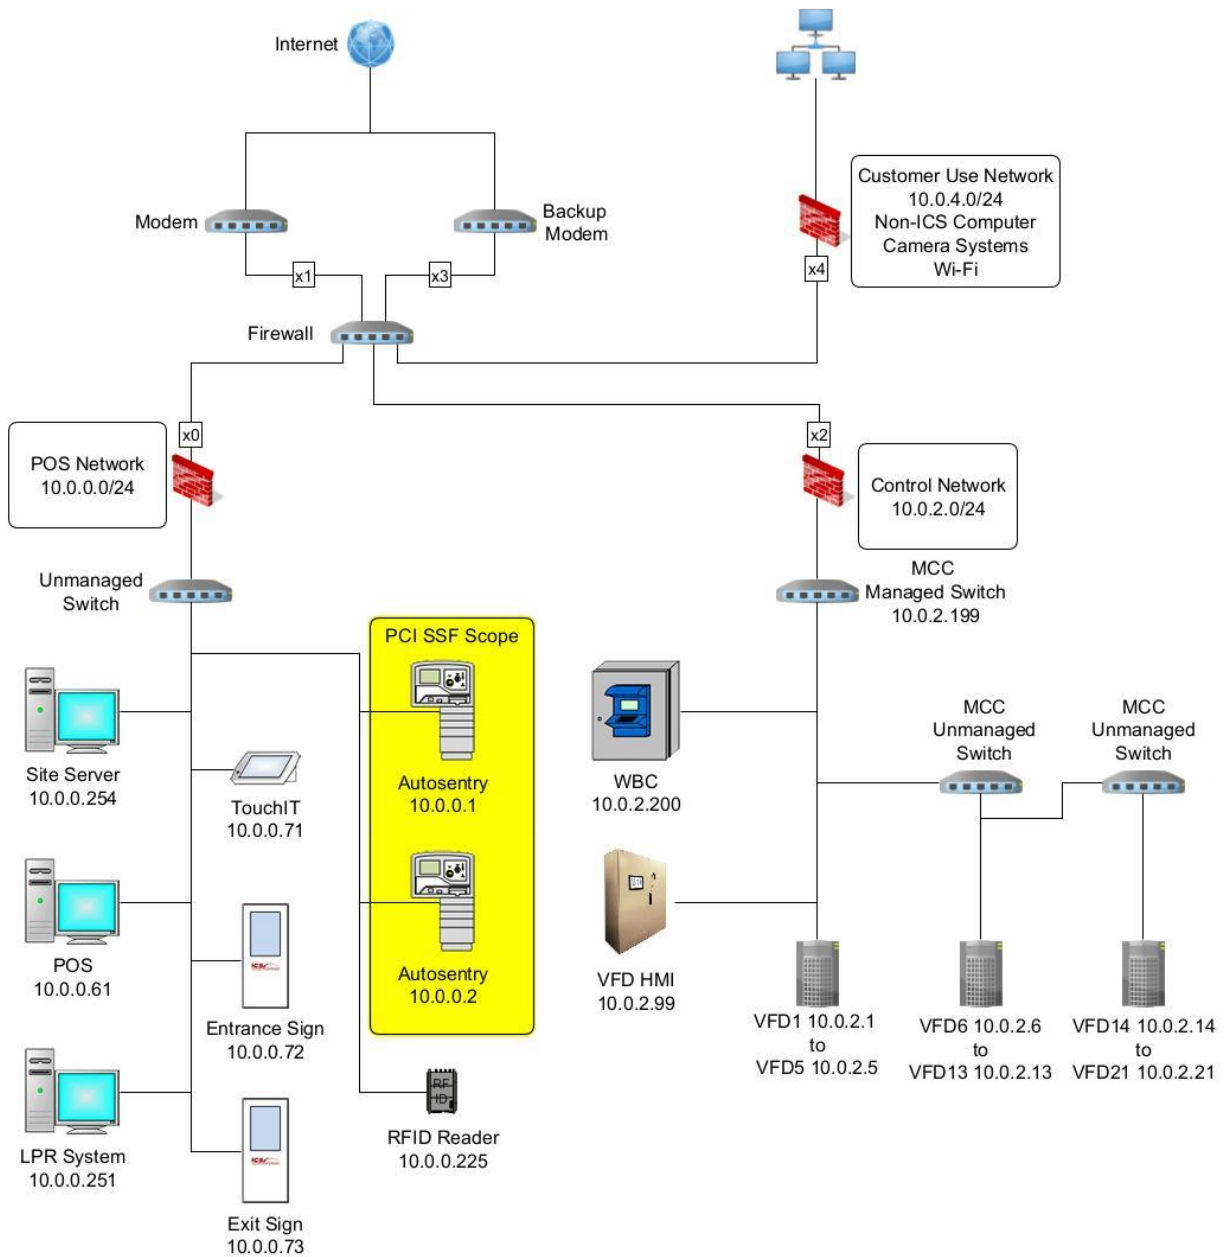 Internet
Customer Use Network
10.0.4.0/24
Non-ICS Computer
Camera Systems
Wi-Fi
Modem
Backup
Modem
x1
x3
x4
Firewall
x0
x2
POS Network
10.0.0.0/24
Control Network
10.0.2.0/24
Unmanaged
Switch
MCC
Managed Switch
10.0.2.199
PCI SSF Scope
Site Server
10.0.0.254
TouchIT
10.0.0.71
Autosentry
10.0.0.1
WBC
10.0.2.200
MCC
Unmanaged
Switch
MCC
Unmanaged
Switch
POS
10.0.0.61
ICS
Entrance Sign
10.0.0.72
Autosentry
10.0.0.2
VFD HMI
10.0.2.99
VFD1 10.0.2.1
to
VFD5 10.0.2.5
VFD6 10.0.2.6
to
VFD13 10.0.2.13
VFD14 10.0.2.14
to
VFD21 10.0.2.21
LPR System
10.0.0.251
ICS
Exit Sign
10.0.0.73
RF
ID
RFID Reader
10.0.0.225